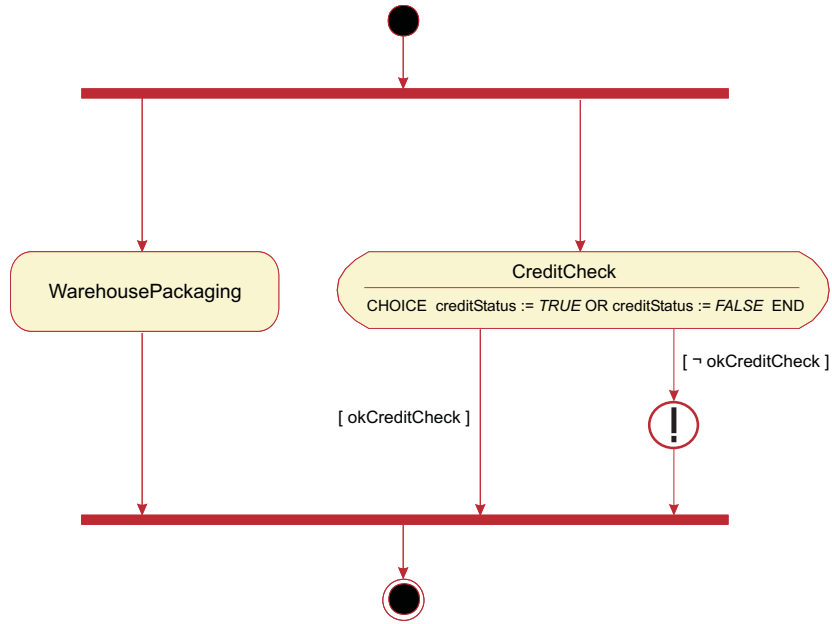 WarehousePackaging
CreditCheck
CHOICE creditStatus := TRUE OR creditStatus := FALSE END
[ ¬ okCreditCheck ]
[ okCreditCheck ]
!